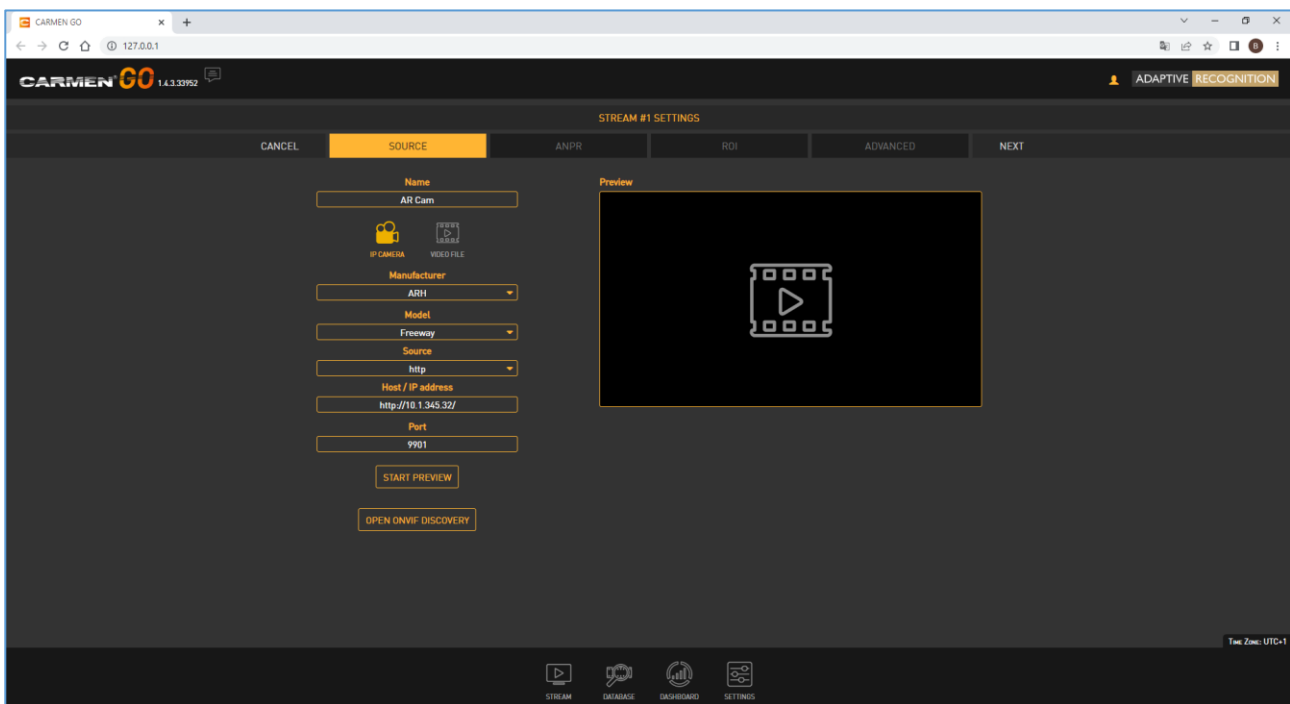 CARMEN GO
127.0.0.1
B
CARMEN® GO 1.4.3.33952
ADAPTIVE RECOGNITION
STREAM #1 SETTINGS
CANCEL SOURCE ANPR ROI ADVANCED NEXT
Name
AR Cam
IP CAMERA VIDEO FILE
Manufacturer
ARH
Model
Freeway
Source
http
Host / IP address
http://10.1.345.32/
Port
9901
START PREVIEW
OPEN ONVIF DISCOVERY
Preview
Time Zone: UTC+1
STREAM DATABASE DASHBOARD SETTINGS